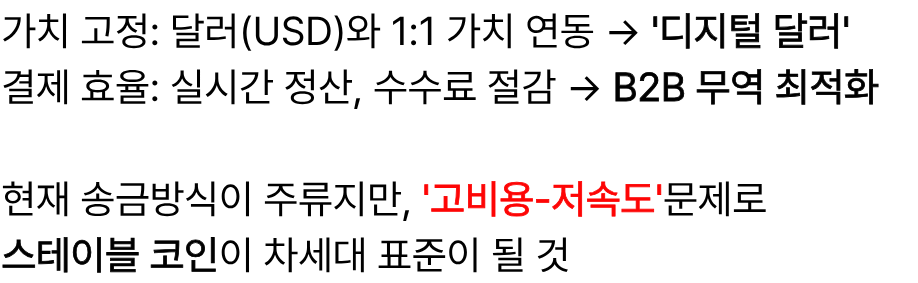 가치 고정: 달러(USD)와 1:1 가치 연동 → '디지털 달러'
결제 효율: 실시간 정산, 수수료 절감 → B2B 무역 최적화
현재 송금방식이 주류지만, '고비용-저속도'문제로
스테이블 코인이 차세대 표준이 될 것